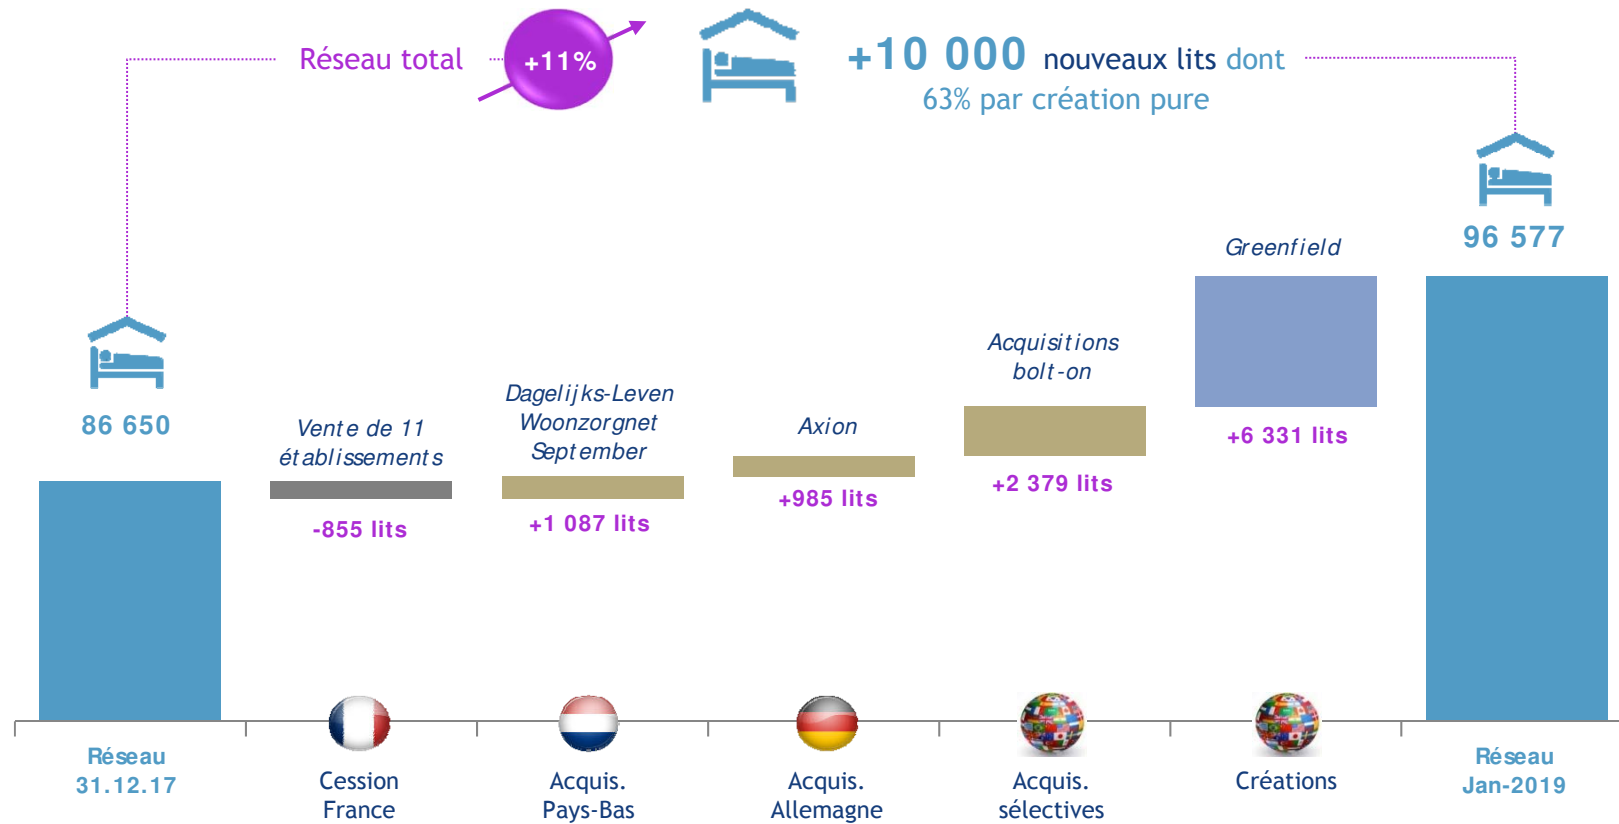 Réseau total
+11%
+10 000 nouveaux lits dont
63% par création pure
86 650
Vente de 11
établissements
-855 lits
Dagelijks-Leven
Woonzorgnet
September
+1 087 lits
Axion
+985 lits
Acquisitions
bolt-on
+2 379 lits
Greenfield
+6 331 lits
96 577
Réseau
31.12.17
Cession
France
Acquis.
Pays-Bas
Acquis.
Allemagne
Acquis.
sélectives
Créations
Réseau
Jan-2019